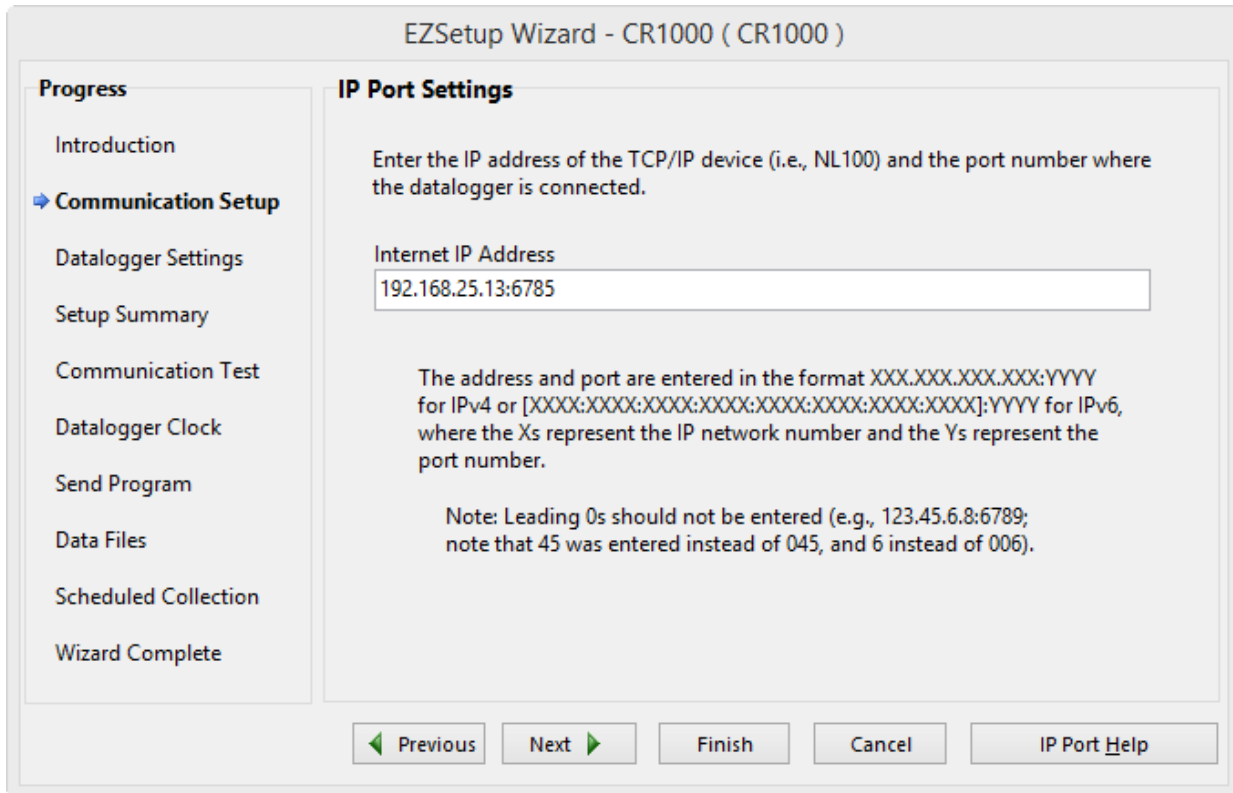 EZSetup Wizard - CR1000 ( CR1000 )
Progress
Introduction
Communication Setup
Datalogger Settings
Setup Summary
Communication Test
Datalogger Clock
Send Program
Data Files
Scheduled Collection
Wizard Complete
IP Port Settings
Enter the IP address of the TCP/IP device (i.e., NL100) and the port number where
the datalogger is connected.
Internet IP Address
192.168.25.13:6785
The address and port are entered in the format XXX.XXX.XXX.XXX:YYYY
for IPv4 or [XXXX:XXXX:XXXX:XXXX:XXXX:XXXX:XXXX:XXXX]:YYYY for IPv6,
where the Xs represent the IP network number and the Ys represent the
port number.
Note: Leading 0s should not be entered (e.g., 123.45.6.8:6789;
note that 45 was entered instead of 045, and 6 instead of 006).
Previous
Next
Finish
Cancel
IP Port Help